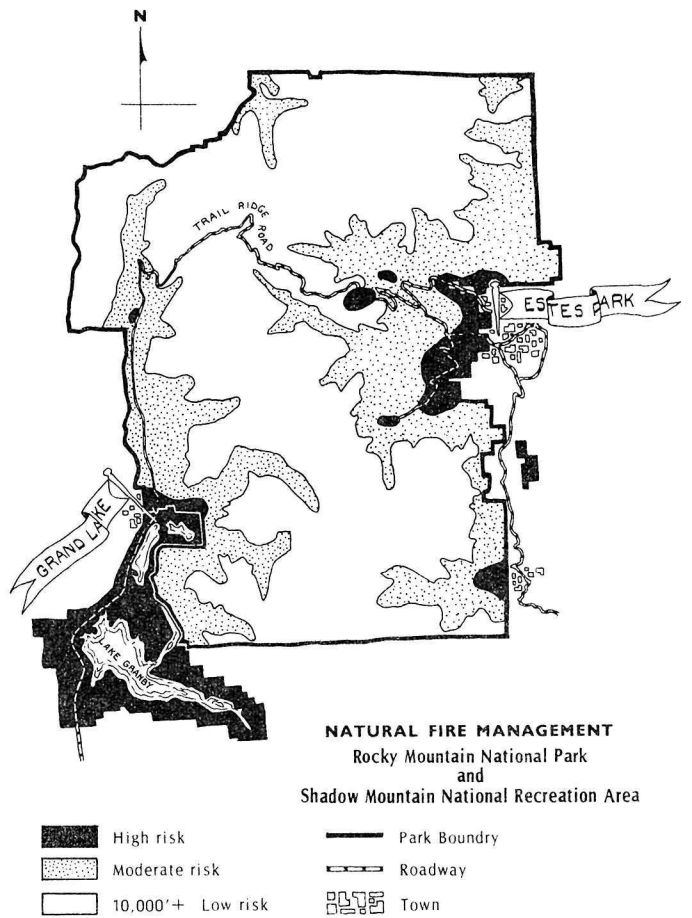 N
TRAIL RIDGE
ROAD
ESTES PARK
GRAND LAKE
LAKE GRANBY
NATURAL FIRE MANAGEMENT
Rocky Mountain National Park
and
Shadow Mountain National Recreation Area
High risk
Park Boundry
Moderate risk
Roadway
10,000'+ Low risk
Town